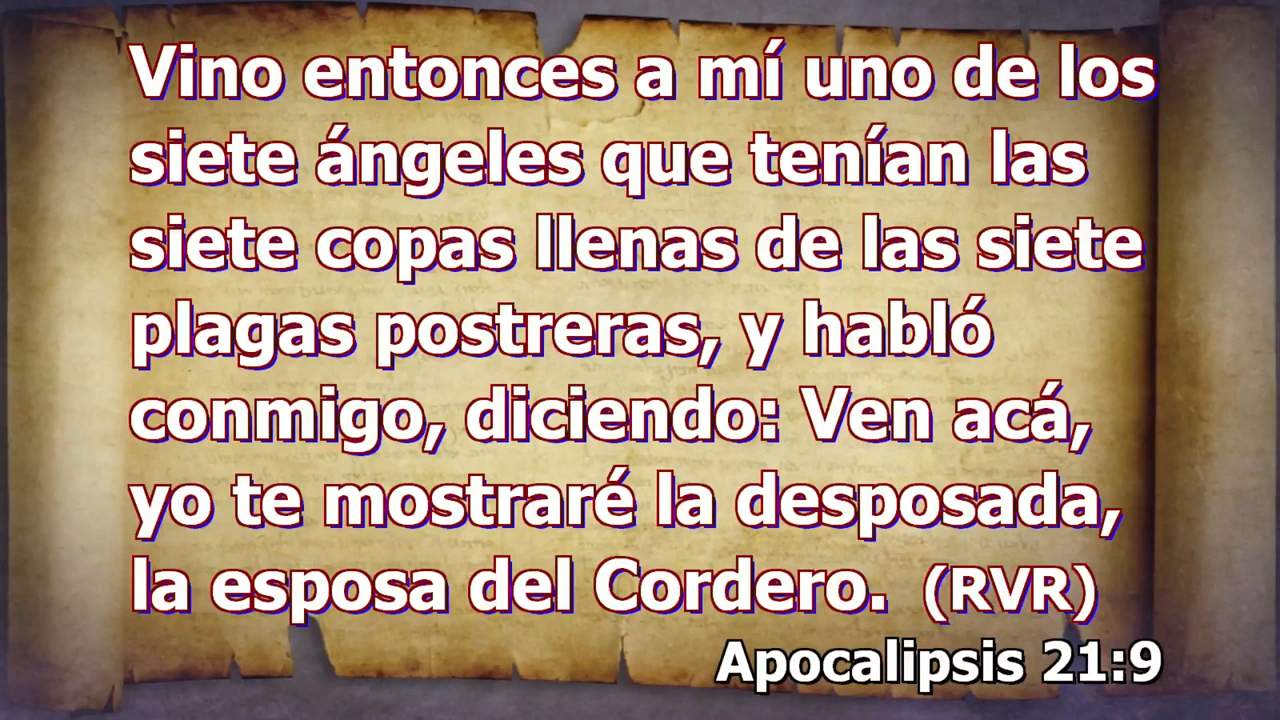 Vino entonces a mí uno de los
siete ángeles que tenían las
siete copas llenas de las siete
plagas postreras, y habló
conmigo, diciendo: Ven acá,
yo te mostraré la desposada,
la esposa del Cordero. (RVR)
Apocalipsis 21:9